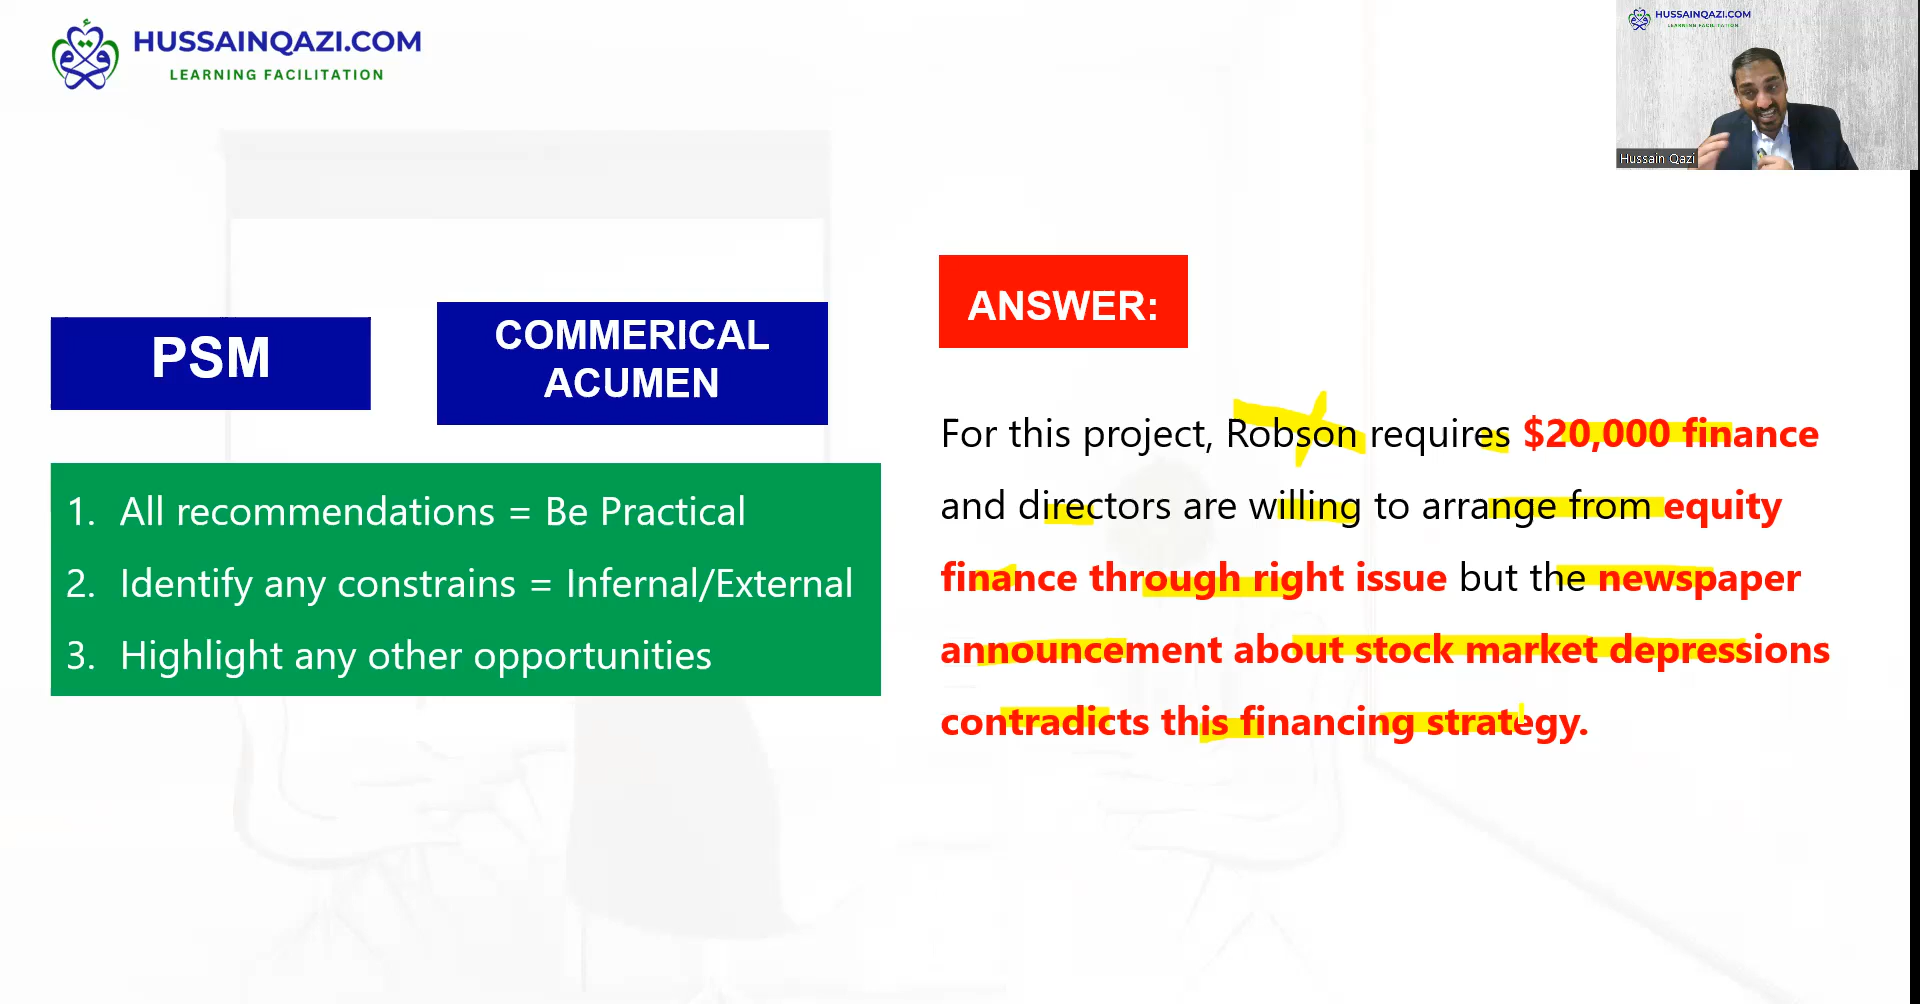 HUSSAINQAZI.COM
LEARNING FACILITATION
HUSSAINQAZI.COM
LEARNING FACILITATION
Hussain Qazi
PSM
COMMERICAL
ACUMEN
1. All recommendations = Be Practical
2. Identify any constrains = Infernal/External
3. Highlight any other opportunities
ANSWER:
For this project, Robson requires $20,000 finance
and directors are willing to arrange from equity
finance through right issue but the newspaper
announcement about stock market depressions
contradicts this financing strategy.